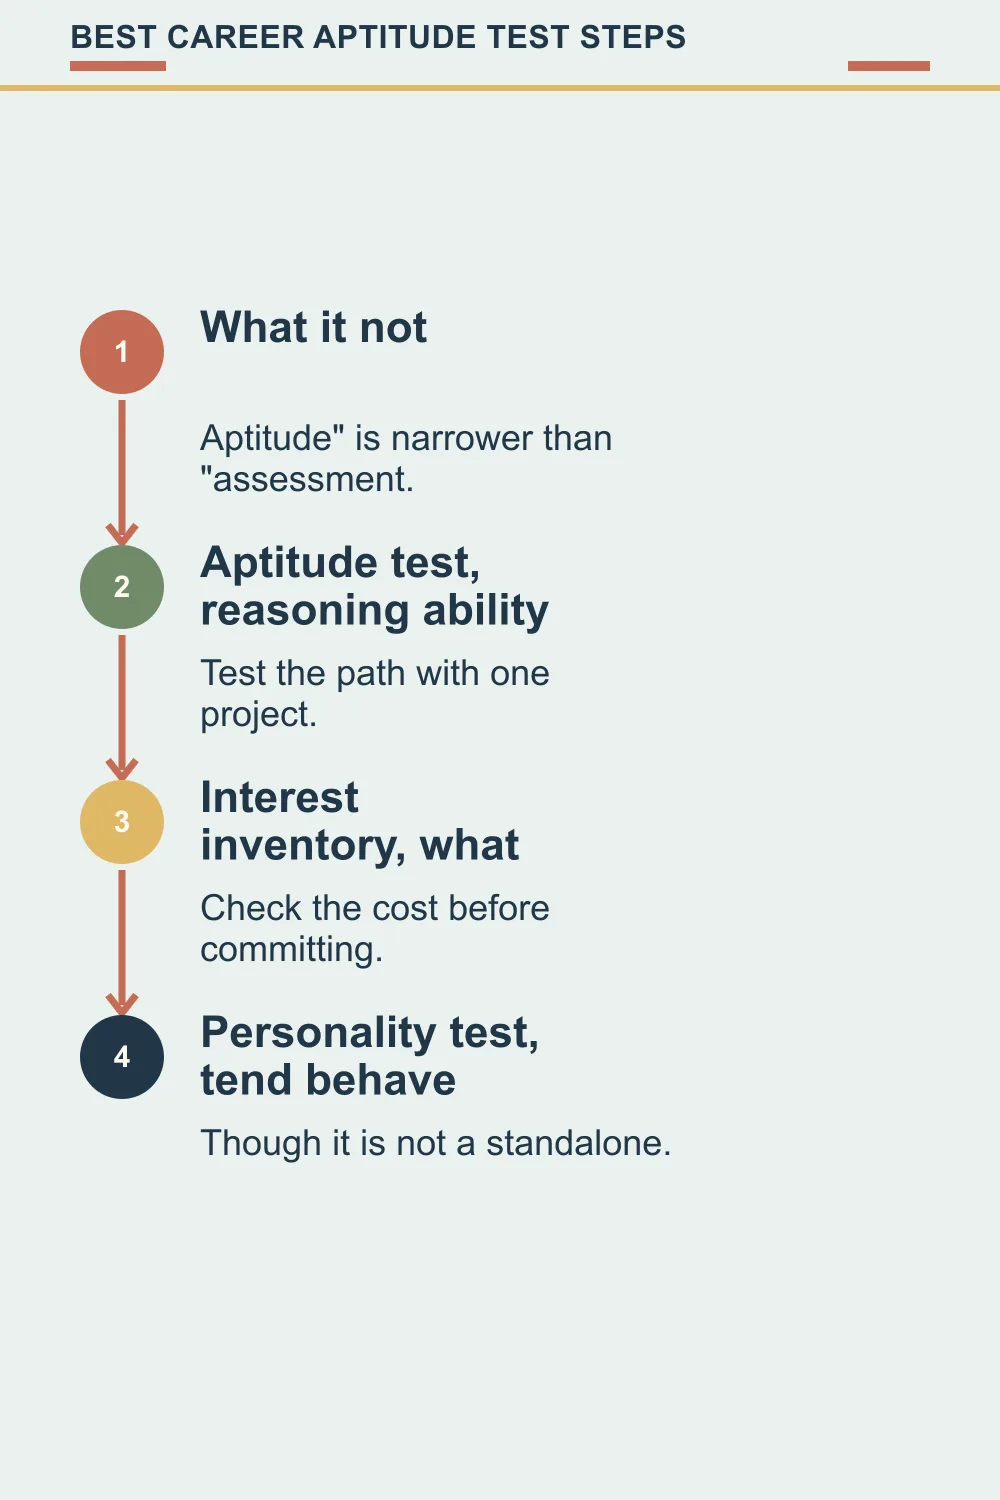 BEST CAREER APTITUDE TEST STEPS
1
What it not
Aptitude" is narrower than
"assessment.
2
Aptitude test,
reasoning ability
Test the path with one
project.
3
Interest
inventory, what
Check the cost before
committing.
4
Personality test,
tend behave
Though it is not a standalone.